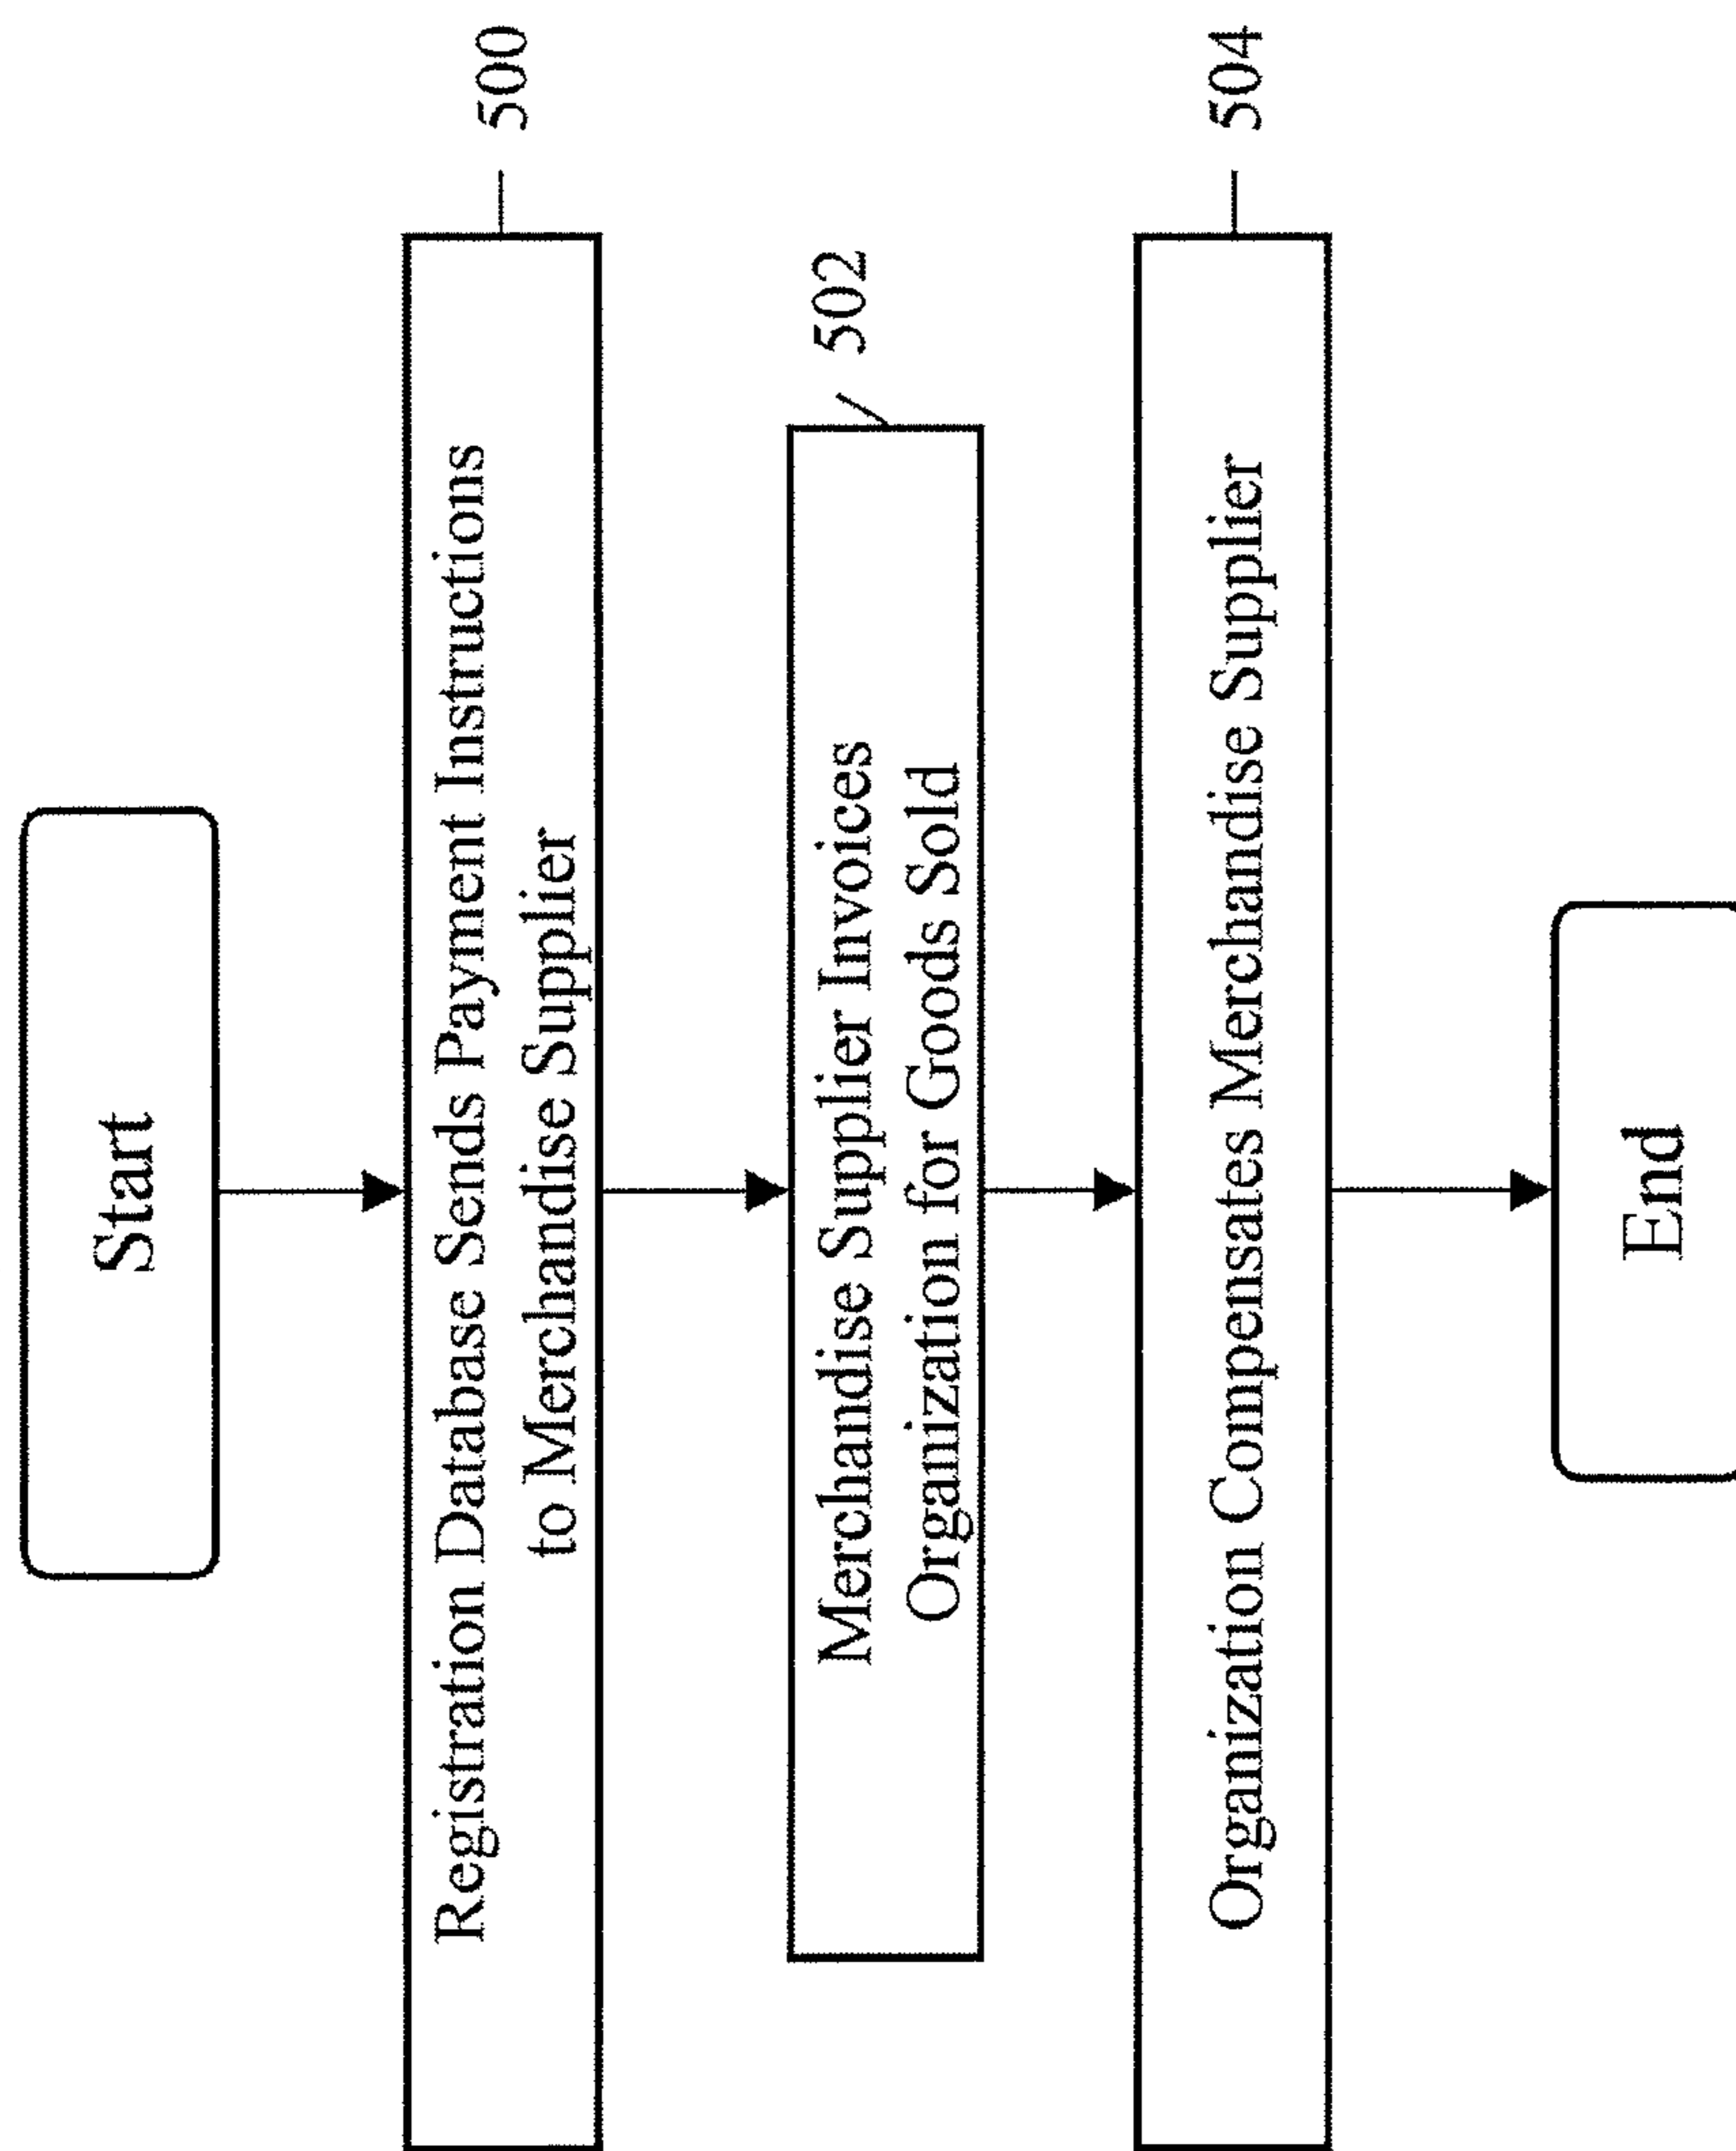 Start
Registration Database Sends Payment Instructions
to Merchandise Supplier
500
Merchandise Supplier Invoices
Organization for Goods Sold
502
Organization Compensates Merchandise Supplier
504
End